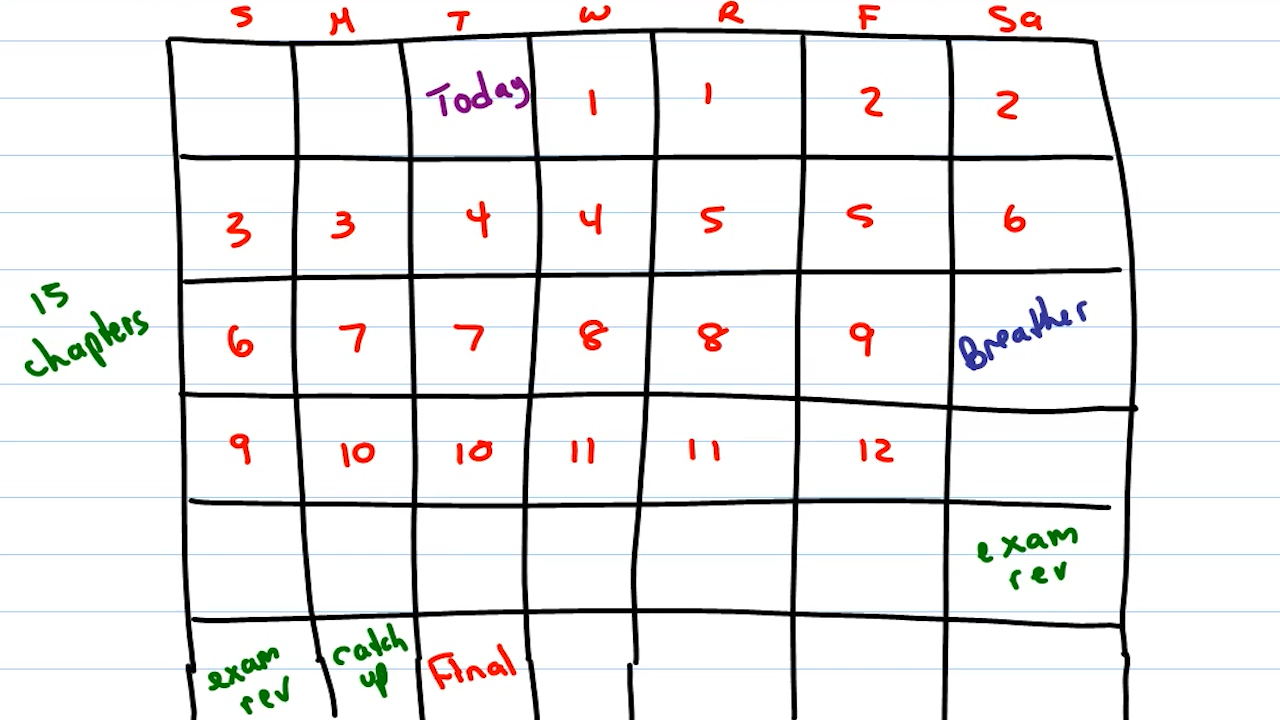 S M T W R F Sa
Today 1 1 2 2
3 3 4 4 5 5 6
15
chapters
6 7 7 8 8 9 Breather
9 10 10 11 11 12
exam
rev
exam
rev
catch
up
Final